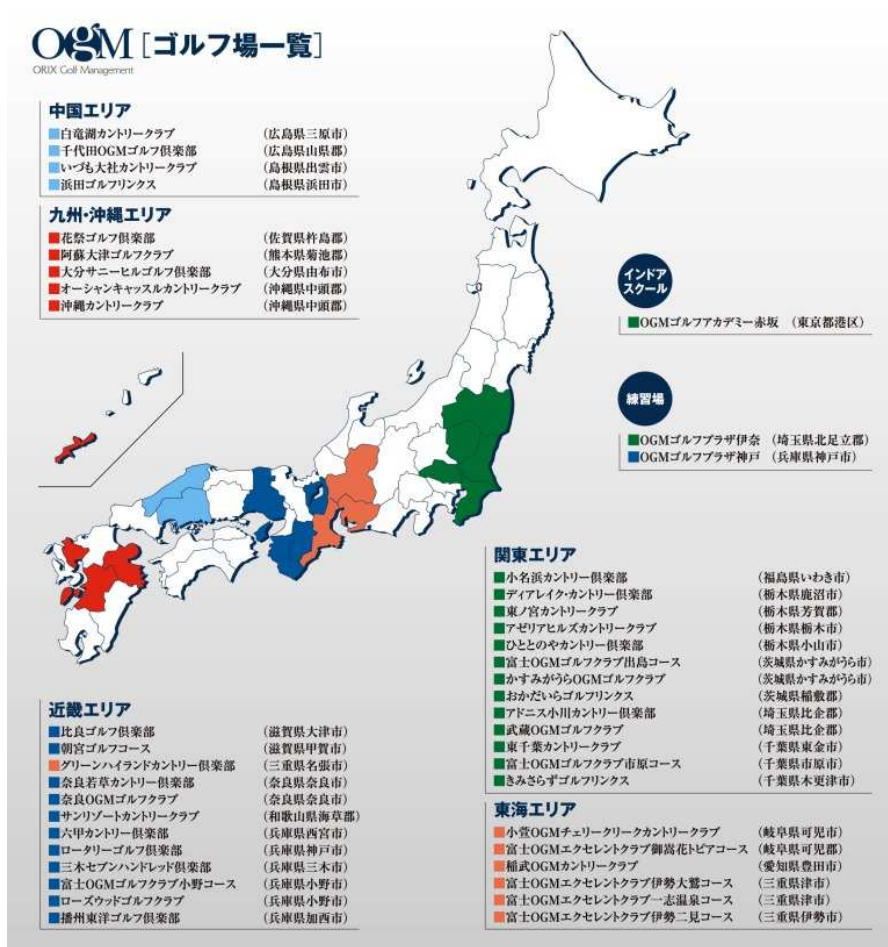 OGM [ゴルフ場一覧]
ORIX Golf Management
中国エリア
白竜湖カントリークラブ (広島県三原市)
千代田OGMゴルフ倶楽部 (広島県山県郡)
いづも大社カントリークラブ (島根県出雲市)
浜田ゴルフリンクス (島根県浜田市)
九州・沖縄エリア
花祭ゴルフ倶楽部 (佐賀県杵島郡)
阿蘇大津ゴルフクラブ (熊本県菊池郡)
大分サニーヒルゴルフ倶楽部 (大分県由布市)
オーシャンキャッスルカントリークラブ (沖縄県中頭郡)
沖縄カントリークラブ (沖縄県中頭郡)
インドア
スクール
OGMゴルフアカデミー赤坂 (東京都港区)
練習場
OGMゴルフプラザ伊奈 (埼玉県北足立郡)
OGMゴルフプラザ神戸 (兵庫県神戸市)
関東エリア
小名浜カントリー倶楽部 (福島県いわき市)
ディアレイク・カントリー倶楽部 (栃木県鹿沼市)
東ノ宮カントリークラブ (栃木県芳賀郡)
アゼリアヒルズカントリークラブ (栃木県栃木市)
ひととのやカントリー倶楽部 (栃木県小山市)
富士OGMゴルフクラブ出島コース (茨城県かすみがうら市)
かすみがうらOGMゴルフクラブ (茨城県かすみがうら市)
おかだいらゴルフリンクス (茨城県稲敷郡)
アドニス小川カントリー倶楽部 (埼玉県比企郡)
武蔵OGMゴルフクラブ (埼玉県比企郡)
東千葉カントリークラブ (千葉県東金市)
富士OGMゴルフクラブ市原コース (千葉県市原市)
きみさらずゴルフリンクス (千葉県木更津市)
近畿エリア
比良ゴルフ倶楽部 (滋賀県大津市)
朝宮ゴルフコース (滋賀県甲賀市)
グリーンハイランドカントリー倶楽部 (三重県名張市)
奈良若草カントリー倶楽部 (奈良県奈良市)
奈良OGMゴルフクラブ (奈良県奈良市)
サンリゾートカントリークラブ (和歌山県海草郡)
六甲カントリー倶楽部 (兵庫県西宮市)
ロータリーゴルフ倶楽部 (兵庫県神戸市)
三木セブンハンドレッド倶楽部 (兵庫県三木市)
富士OGMゴルフクラブ小野コース (兵庫県小野市)
ローズウッドゴルフクラブ (兵庫県小野市)
播州東洋ゴルフ倶楽部 (兵庫県加西市)
東海エリア
小萱OGMチェリークリークカントリークラブ (岐阜県可児市)
富士OGMエクセレントクラブ御嵩花トピアコース (岐阜県可児郡)
稲武OGMカントリークラブ (愛知県豊田市)
富士OGMエクセレントクラブ伊勢大鷲コース (三重県津市)
富士OGMエクセレントクラブ一志温泉コース (三重県津市)
富士OGMエクセレントクラブ伊勢二見コース (三重県伊勢市)